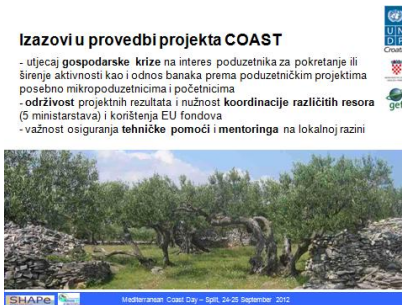 Izazovi u provedbi projekta COAST
- utjecaj gospodarske krize na interes poduzetnika za pokretanje ili
širenje aktivnosti kao i odnos banaka prema poduzetničkim projektima
posebno mikropoduzetnicima i početnicima
- održivost projektnih rezultata i nužnost koordinacije različitih resora
(5 ministarstava) i korištenja EU fondova
- važnost osiguranja tehničke pomoći i mentoringa na lokalnoj razini
U N
D P
Croat
gef
SHAPe
Mediterranean Coast Day – Split, 24-25 September 2012